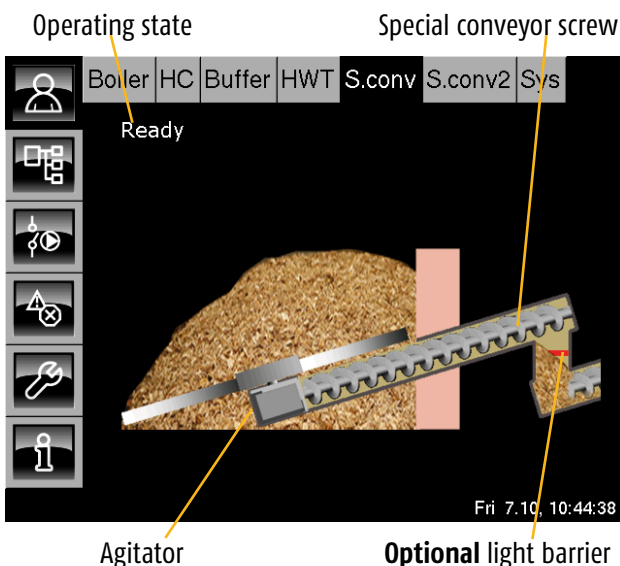 Operating state Special conveyor screw
Boiler HC Buffer HWT S.conv S.conv2 Sys
Ready
Fri 7.10, 10:44:38
Agitator Optional light barrier